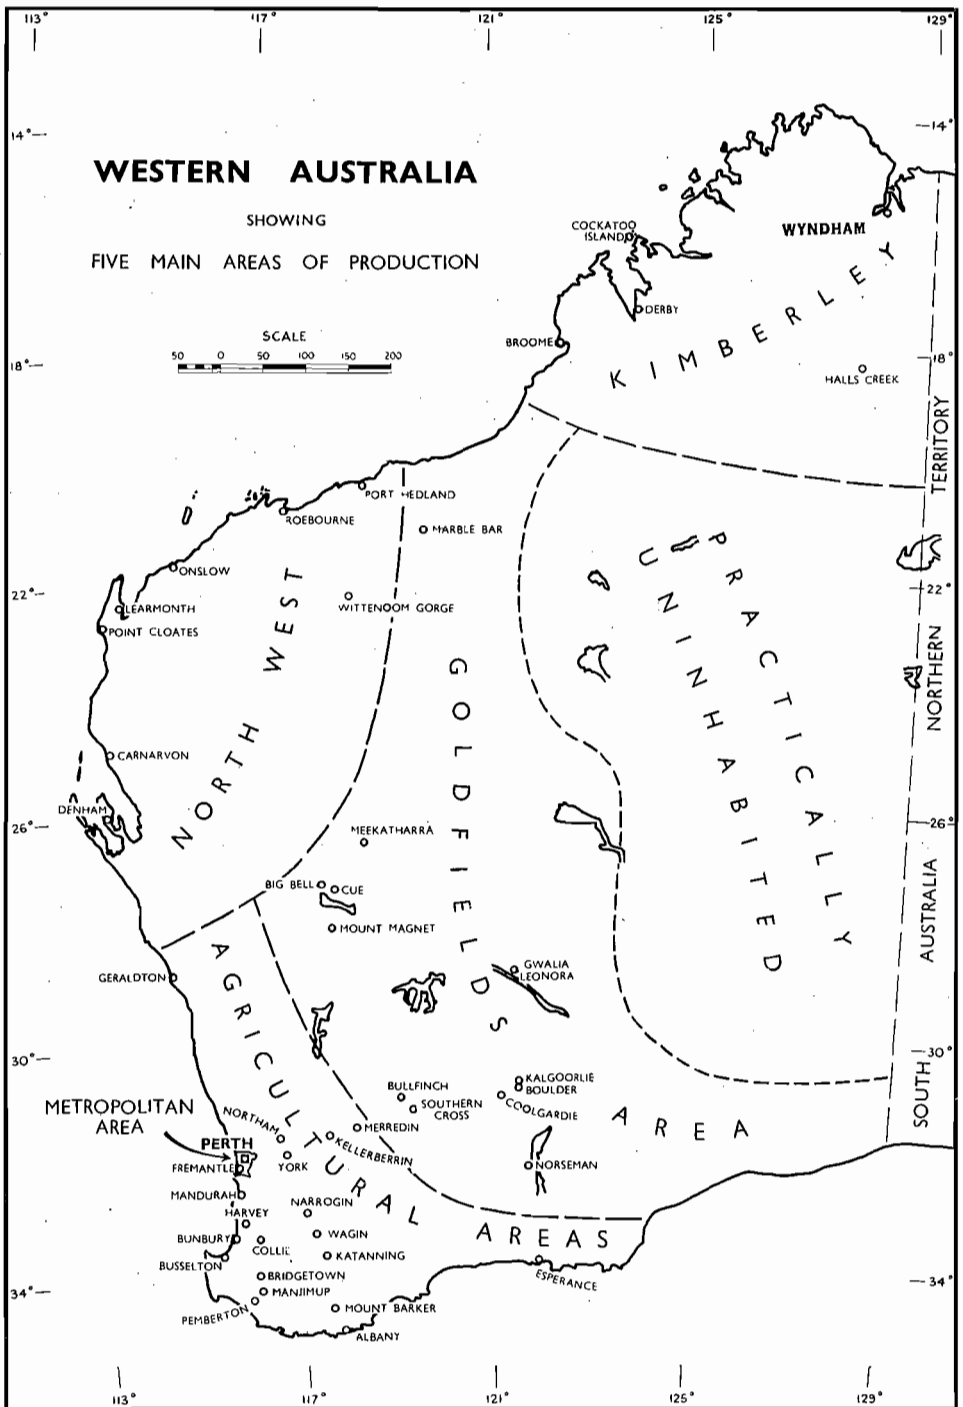 113° 117° 121° 125° 129°
14° 14°
WESTERN AUSTRALIA
SHOWING
FIVE MAIN AREAS OF PRODUCTION
WYNDHAM
COCKATOO
ISLAND
DERBY
SCALE
50 0 50 100 150 200
BROOME
KIMBERLEY
18° 18°
HALLS CREEK
TERRITORY
PORT HEDLAND
ROEBOURNE
MARBLE BAR
ONSLOW
22° 22°
LEARMONTH
WITTENOOM GORGE
POINT CLOATES
NORTH WEST
PRACTICALLY
UNINHABITED
NORTHERN
GOLDFIELDS
CARNARVON
DENHAM
26° 26°
MEEKATHARRA
BIG BELL
CUE
MOUNT MAGNET
AUSTRALIA
GERALDTON
GWALIA
LEONORA
AGRICULTURAL
30° 30°
SOUTH
KALGOORLIE
BOULDER
COOLGARDIE
BULLFINCH
SOUTHERN
CROSS
AREA
METROPOLITAN
AREA
NORTHAM
MERREDIN
KELLERBERRIN
PERTH
FREMANTLE
YORK
NORSEMAN
MANDURAH
NARROGIN
HARVEY
BUNBURY
COLLIE
WAGIN
AREAS
BUSSELTON
KATANNING
BRIDGETOWN
ESPERANCE
MANJIMUP
34° 34°
PEMBERTON
MOUNT BARKER
ALBANY
113° 117° 121° 125° 129°